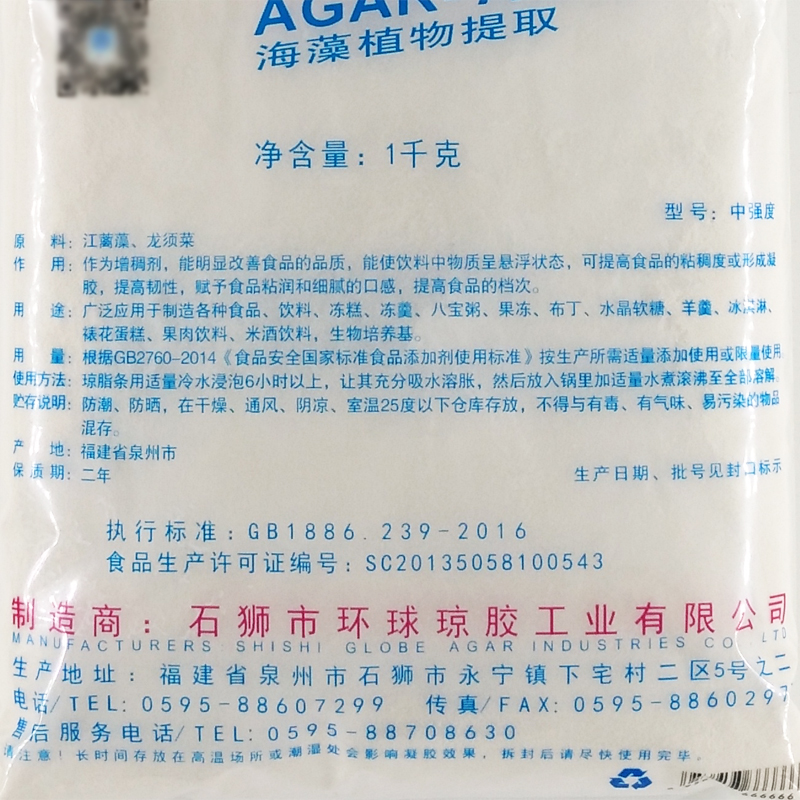 AGAR
海藻植物提取
净含量：1千克
型号：中强度
原 料：江蓠藻、龙须菜
作 用：作为增稠剂，能明显改善食品的品质，能使饮料中物质呈悬浮状态，可提高食品的粘稠度或形成凝
胶，提高韧性，赋予食品粘润和细腻的口感，提高食品的档次。
用 途：广泛应用于制造各种食品、饮料、冻糕、冻羹、八宝粥、果冻、布丁、水晶软糖、羊羹、冰淇淋、
裱花蛋糕、果肉饮料、米酒饮料，生物培养基。
用 量：根据GB2760-2014《食品安全国家标准食品添加剂使用标准》按生产所需适量添加使用或限量使用
使用方法：琼脂条用适量冷水浸泡6小时以上，让其充分吸水溶胀，然后放入锅里加适量水煮滚沸至全部溶解。
贮存说明：防潮、防晒，在干燥、通风、阴凉、室温25度以下仓库存放，不得与有毒、有气味、易污染的物品
混存。
产 地：福建省泉州市
保 质 期：二年
生产日期、批号见封口标示
执行标准：GB1886.239-2016
食品生产许可证编号：SC20135058100543
制造商：石狮市环球琼胶工业有限公司
MANUFACTURERS SHISHI GLOBE AGAR INDUSTRIES CO.,LTD
生产地址：福建省泉州市石狮市永宁镇下宅村二区5号之二
电话/TEL:0595-88607299 传真/FAX:0595-8860297
售后服务电话/TEL:0595-88708630
请注意！长时间存放在高温场所或潮湿处会影响凝胶效果，拆封后请尽快使用完毕。